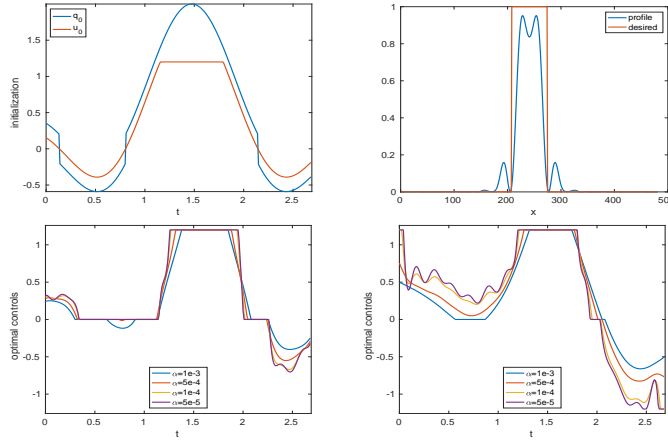 q_0
u_0
initialization
1.5
1
0.5
0
-0.5
0 0.5 1 1.5 2 2.5
t
profile
desired
1
0.8
0.6
0.4
0.2
0
0 100 200 300 400 500
x
optimal controls
1
0.5
0
-0.5
-1
0 0.5 1 1.5 2 2.5
t
α=1e-3
α=5e-4
α=1e-4
α=5e-5
optimal controls
1
0.5
0
-0.5
-1
0 0.5 1 1.5 2 2.5
t
α=1e-3
α=5e-4
α=1e-4
α=5e-5